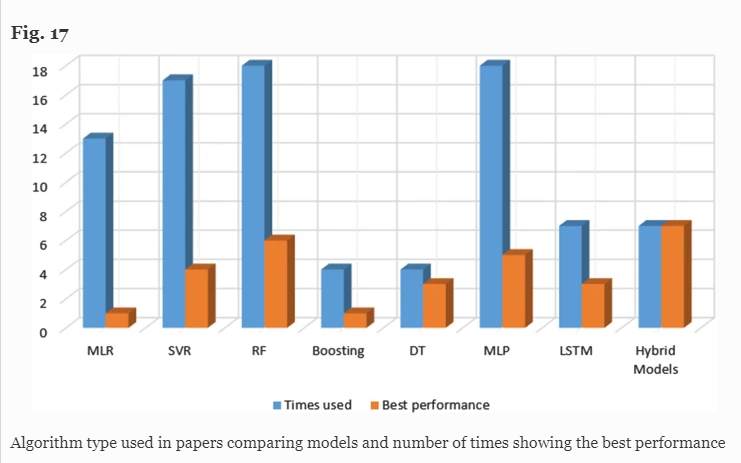 Fig. 17
18
16
14
12
10
8
6
4
2
0
MLR SVR RF Boosting DT MLP LSTM Hybrid
Models
Times used Best performance
Algorithm type used in papers comparing models and number of times showing the best performance